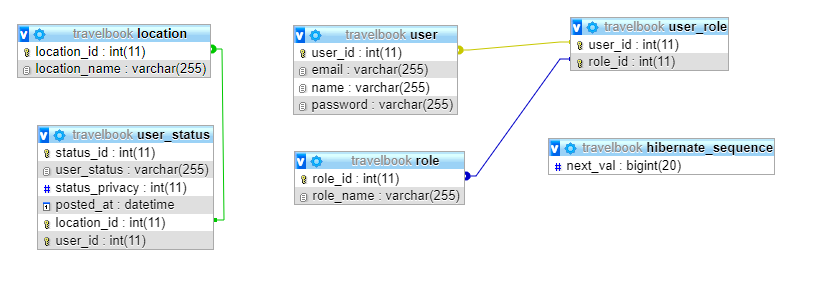 travelbook location
location_id : int(11)
location_name : varchar(255)
travelbook user_status
status_id : int(11)
user_status : varchar(255)
status_privacy : int(11)
posted_at : datetime
location_id : int(11)
user_id : int(11)
travelbook user
user_id : int(11)
email : varchar(255)
name : varchar(255)
password : varchar(255)
travelbook role
role_id : int(11)
role_name : varchar(255)
travelbook user_role
user_id : int(11)
role_id : int(11)
travelbook hibernate_sequence
# next_val : bigint(20)